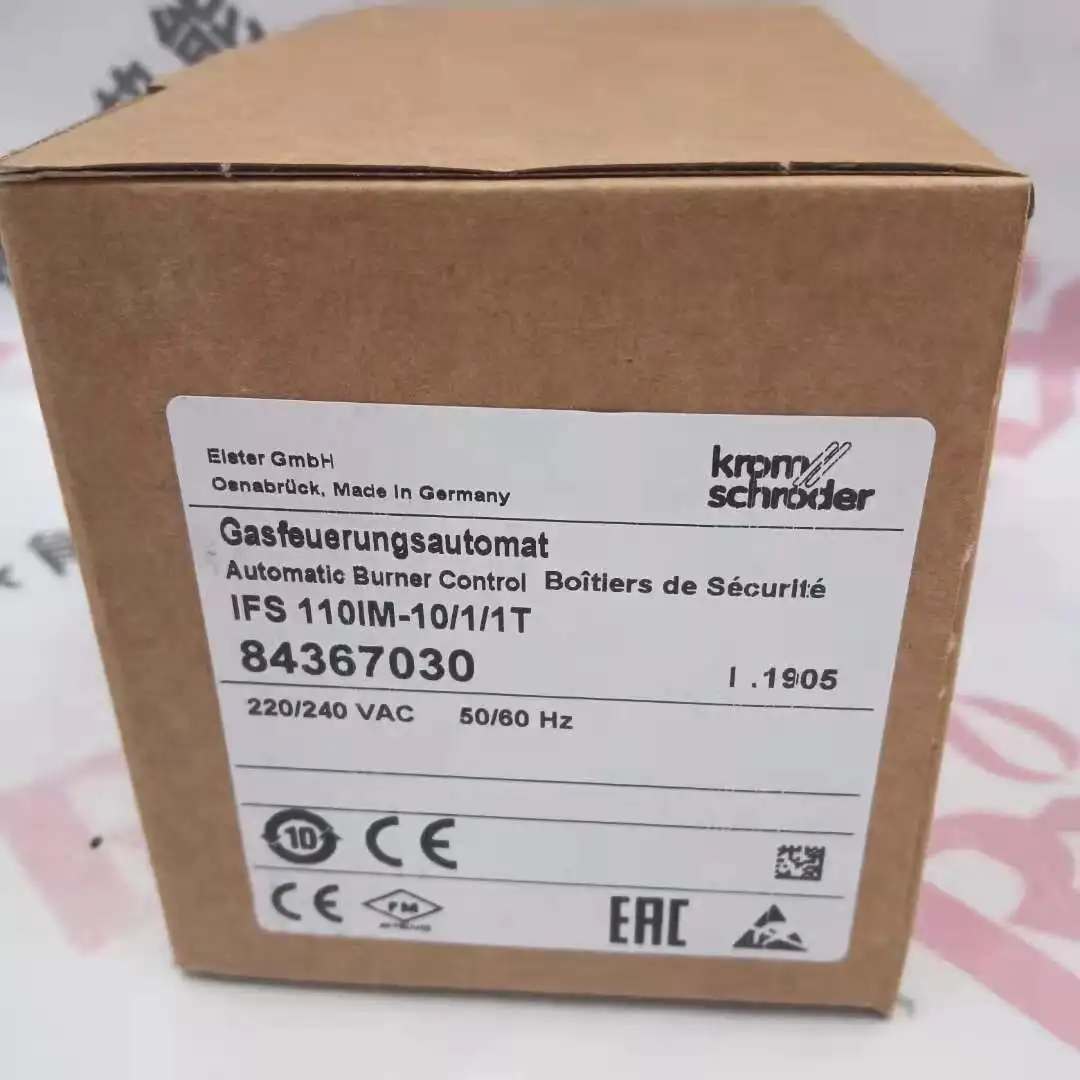 Elster GmbH
Osnabrück, Made in Germany
krom
schröder
Gasfeuerungsautomat
Automatic Burner Control Boîtiers de Sécurité
IFS 110IM-10/1/1T
84367030
I .1905
220/240 VAC 50/60 Hz
10 CE
CE FM EAC